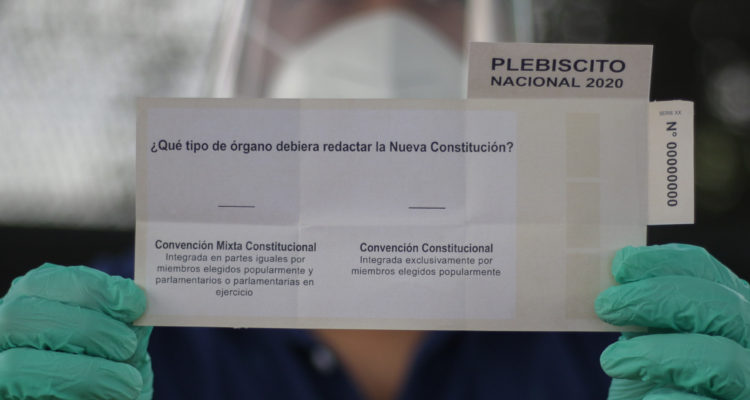 PLEBISCITO
NACIONAL 2020
SERIE XX
N° 00000000
¿Qué tipo de órgano debiera redactar la Nueva Constitución?
Convención Mixta Constitucional
Integrada en partes iguales por
miembros elegidos popularmente y
parlamentarios o parlamentarias en
ejercicio
Convención Constitucional
Integrada exclusivamente por
miembros elegidos popularmente